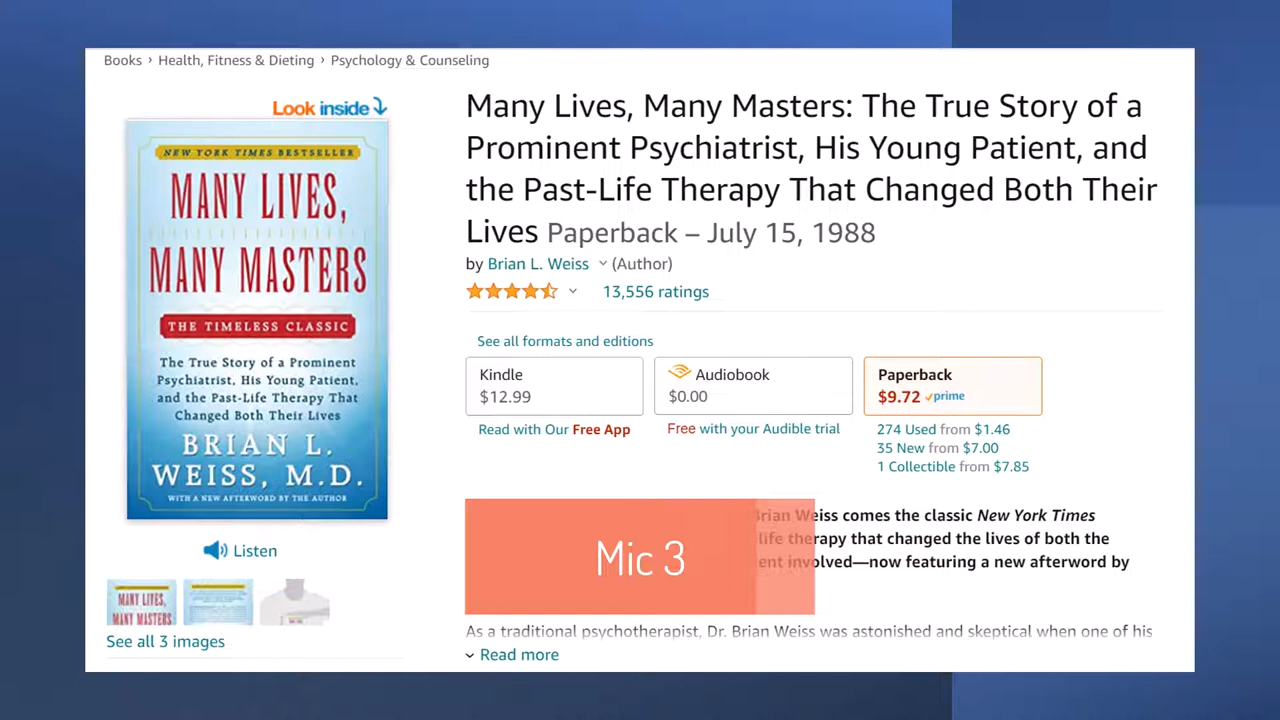 Books › Health, Fitness & Dieting › Psychology & Counseling
Look inside
NEW YORK TIMES BESTSELLER
MANY LIVES,
MANY MASTERS
THE TIMELESS CLASSIC
The True Story of a Prominent
Psychiatrist, His Young Patient,
and the Past-Life Therapy That
Changed Both Their Lives
BRIAN L.
WEISS, M.D.
WITH A NEW AFTERWORD BY THE AUTHOR
Listen
MANY LIVES,
MANY MASTERS
See all 3 images
Many Lives, Many Masters: The True Story of a
Prominent Psychiatrist, His Young Patient, and
the Past-Life Therapy That Changed Both Their
Lives Paperback – July 15, 1988
by Brian L. Weiss (Author)
13,556 ratings
See all formats and editions
Kindle
$12.99
Read with Our Free App
Audiobook
$0.00
Free with your Audible trial
Paperback
$9.72 prime
274 Used from $1.46
35 New from $7.00
1 Collectible from $7.85
Brian Weiss comes the classic New York Times
life therapy that changed the lives of both the
involved—now featuring a new afterword by
Mic 3
As a traditional psychotherapist, Dr. Brian Weiss was astonished and skeptical when one of his
Read more